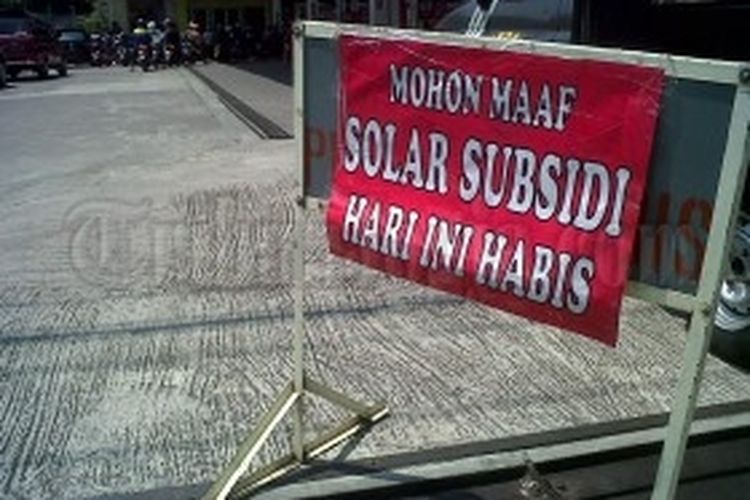 MOHON MAAF
SOLAR SUBSIDI
HARI INI HABIS